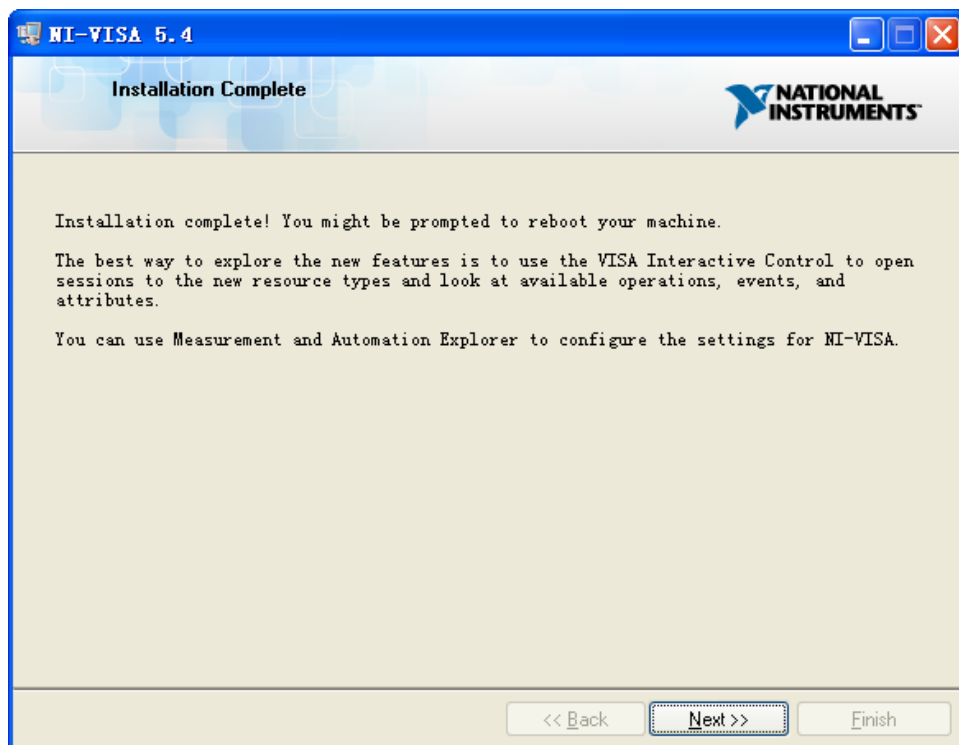 NI-VISA 5.4
Installation Complete
NATIONAL
INSTRUMENTS™
Installation complete! You might be prompted to reboot your machine.
The best way to explore the new features is to use the VISA Interactive Control to open
sessions to the new resource types and look at available operations, events, and
attributes.
You can use Measurement and Automation Explorer to configure the settings for NI-VISA.
<< Back Next >> Finish